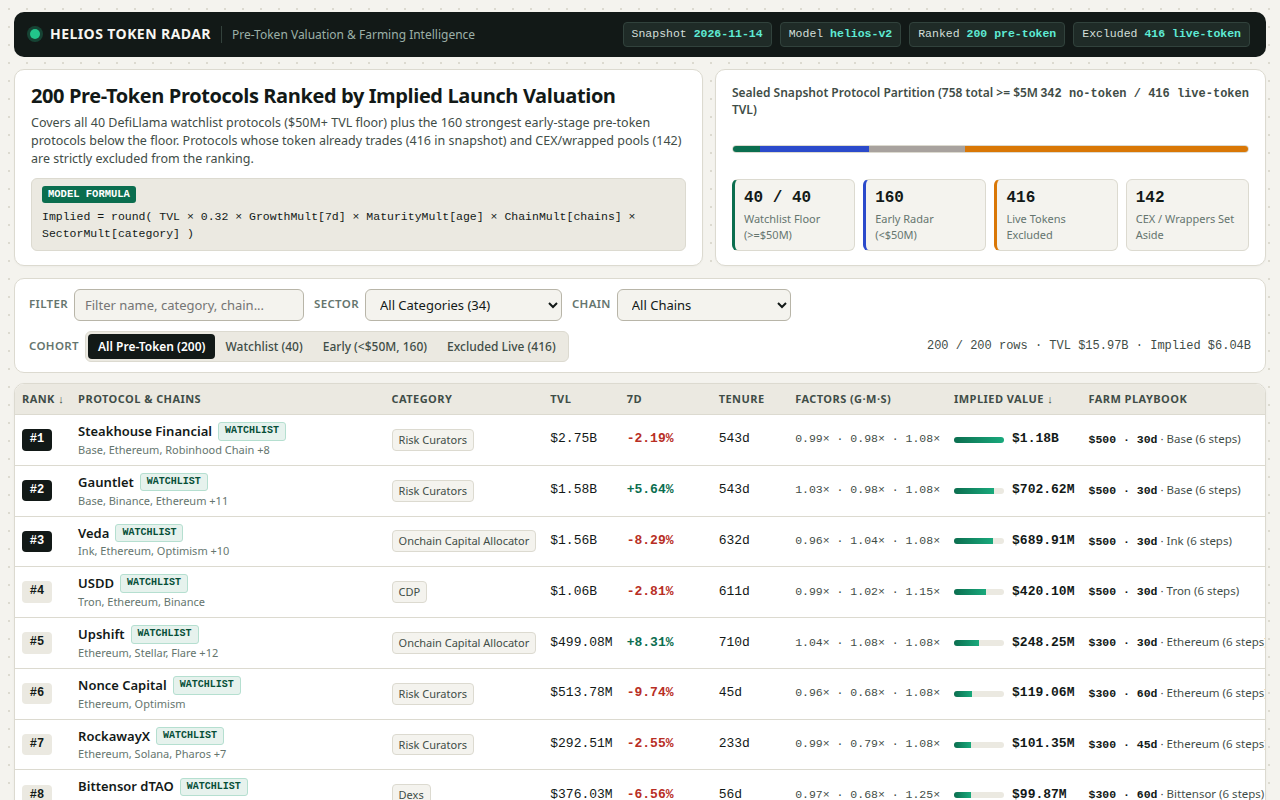 HELIOS TOKEN RADAR Pre-Token Valuation & Farming Intelligence Snapshot 2026-11-14 Model helios-v2 Ranked 200 pre-token Excluded 416 live-token
200 Pre-Token Protocols Ranked by Implied Launch Valuation
Covers all 40 DefiLlama watchlist protocols ($50M+ TVL floor) plus the 160 strongest early-stage pre-token
protocols below the floor. Protocols whose token already trades (416 in snapshot) and CEX/wrapped pools (142)
are strictly excluded from the ranking.
MODEL FORMULA
Implied = round( TVL × 0.32 × GrowthMult[7d] × MaturityMult[age] × ChainMult[chains] ×
SectorMult[category] )
Sealed Snapshot Protocol Partition (758 total >= $5M 342 no-token / 416 live-token
TVL)
40 / 40
Watchlist Floor
(>=$50M)
160
Early Radar
(<$50M)
416
Live Tokens
Excluded
142
CEX / Wrappers Set
Aside
FILTER Filter name, category, chain... SECTOR All Categories (34) CHAIN All Chains
COHORT All Pre-Token (200) Watchlist (40) Early (<$50M, 160) Excluded Live (416) 200 / 200 rows · TVL $15.97B · Implied $6.04B
RANK ↓ PROTOCOL & CHAINS CATEGORY TVL 7D TENURE FACTORS (G·M·S) IMPLIED VALUE ↓ FARM PLAYBOOK
#1 Steakhouse Financial WATCHLIST Risk Curators $2.75B -2.19% 543d 0.99× · 0.98× · 1.08× $1.18B $500 · 30d · Base (6 steps)
Base, Ethereum, Robinhood Chain +8
#2 Gauntlet WATCHLIST Risk Curators $1.58B +5.64% 543d 1.03× · 0.98× · 1.08× $702.62M $500 · 30d · Base (6 steps)
Base, Binance, Ethereum +11
#3 Veda WATCHLIST Onchain Capital Allocator $1.56B -8.29% 632d 0.96× · 1.04× · 1.08× $689.91M $500 · 30d · Ink (6 steps)
Ink, Ethereum, Optimism +10
#4 USDD WATCHLIST CDP $1.06B -2.81% 611d 0.99× · 1.02× · 1.15× $420.10M $500 · 30d · Tron (6 steps)
Tron, Ethereum, Binance
#5 Upshift WATCHLIST Onchain Capital Allocator $499.08M +8.31% 710d 1.04× · 1.08× · 1.08× $248.25M $300 · 30d · Ethereum (6 steps
Ethereum, Stellar, Flare +12
#6 Nonce Capital WATCHLIST Risk Curators $513.78M -9.74% 45d 0.96× · 0.68× · 1.08× $119.06M $300 · 60d · Ethereum (6 steps
Ethereum, Optimism
#7 RockawayX WATCHLIST Risk Curators $292.51M -2.55% 233d 0.99× · 0.79× · 1.08× $101.35M $300 · 45d · Ethereum (6 steps
Ethereum, Solana, Pharos +7
#8 Bittensor dTAO WATCHLIST Dexs $376.03M -6.56% 56d 0.97× · 0.68× · 1.25× $99.87M $300 · 60d · Bittensor (6 steps)